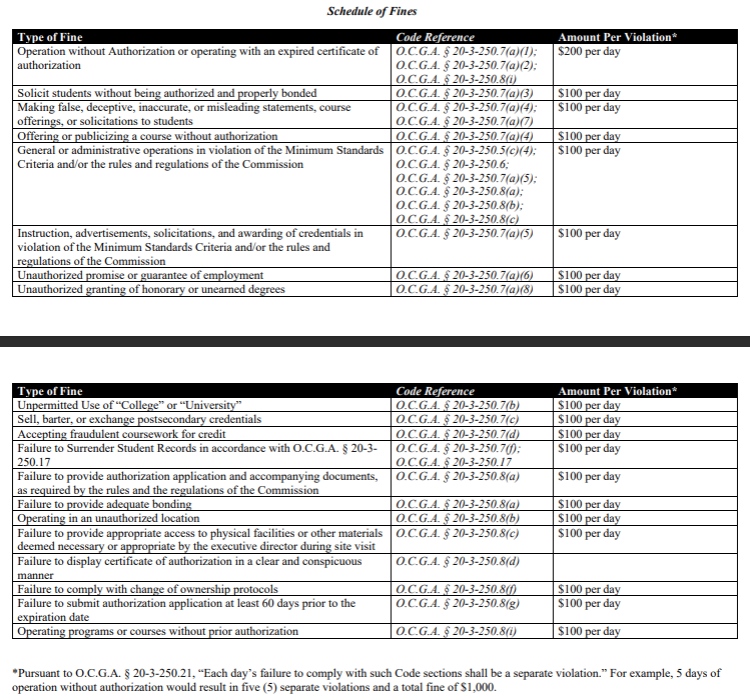 Schedule of Fines
Type of Fine Code Reference Amount Per Violation*
Operation without Authorization or operating with an expired certificate of authorization O.C.G.A. § 20-3-250.7(a)(1); $200 per day
O.C.G.A. § 20-3-250.7(a)(2);
O.C.G.A. § 20-3-250.8(i)
Solicit students without being authorized and properly bonded O.C.G.A. § 20-3-250.7(a)(3) $100 per day
Making false, deceptive, inaccurate, or misleading statements, course O.C.G.A. § 20-3-250.7(a)(4); $100 per day
offerings, or solicitations to students O.C.G.A. § 20-3-250.7(a)(7)
Offering or publicizing a course without authorization O.C.G.A. § 20-3-250.7(a)(4) $100 per day
General or administrative operations in violation of the Minimum Standards O.C.G.A. § 20-3-250.5(c)(4); $100 per day
Criteria and/or the rules and regulations of the Commission O.C.G.A. § 20-3-250.6;
O.C.G.A. § 20-3-250.7(a)(5);
O.C.G.A. § 20-3-250.8(a);
O.C.G.A. § 20-3-250.8(b);
O.C.G.A. § 20-3-250.8(c)
Instruction, advertisements, solicitations, and awarding of credentials in O.C.G.A. § 20-3-250.7(a)(5) $100 per day
violation of the Minimum Standards Criteria and/or the rules and
regulations of the Commission
Unauthorized promise or guarantee of employment O.C.G.A. § 20-3-250.7(a)(6) $100 per day
Unauthorized granting of honorary or unearned degrees O.C.G.A. § 20-3-250.7(a)(8) $100 per day
Type of Fine Code Reference Amount Per Violation*
Unpermitted Use of “College” or “University” O.C.G.A. § 20-3-250.7(b) $100 per day
Sell, barter, or exchange postsecondary credentials O.C.G.A. § 20-3-250.7(c) $100 per day
Accepting fraudulent coursework for credit O.C.G.A. § 20-3-250.7(d) $100 per day
Failure to Surrender Student Records in accordance with O.C.G.A. § 20-3- O.C.G.A. § 20-3-250.7(f); $100 per day
250.17 O.C.G.A. § 20-3-250.17
Failure to provide authorization application and accompanying documents, O.C.G.A. § 20-3-250.8(a) $100 per day
as required by the rules and the regulations of the Commission
Failure to provide adequate bonding O.C.G.A. § 20-3-250.8(a) $100 per day
Operating in an unauthorized location O.C.G.A. § 20-3-250.8(b) $100 per day
Failure to provide appropriate access to physical facilities or other materials O.C.G.A. § 20-3-250.8(c) $100 per day
deemed necessary or appropriate by the executive director during site visit
Failure to display certificate of authorization in a clear and conspicuous O.C.G.A. § 20-3-250.8(d)
manner
Failure to comply with change of ownership protocols O.C.G.A. § 20-3-250.8(f) $100 per day
Failure to submit authorization application at least 60 days prior to the O.C.G.A. § 20-3-250.8(g) $100 per day
expiration date
Operating programs or courses without prior authorization O.C.G.A. § 20-3-250.8(i) $100 per day
*Pursuant to O.C.G.A. § 20-3-250.21, “Each day’s failure to comply with such Code sections shall be a separate violation.” For example, 5 days of
operation without authorization would result in five (5) separate violations and a total fine of $1,000.